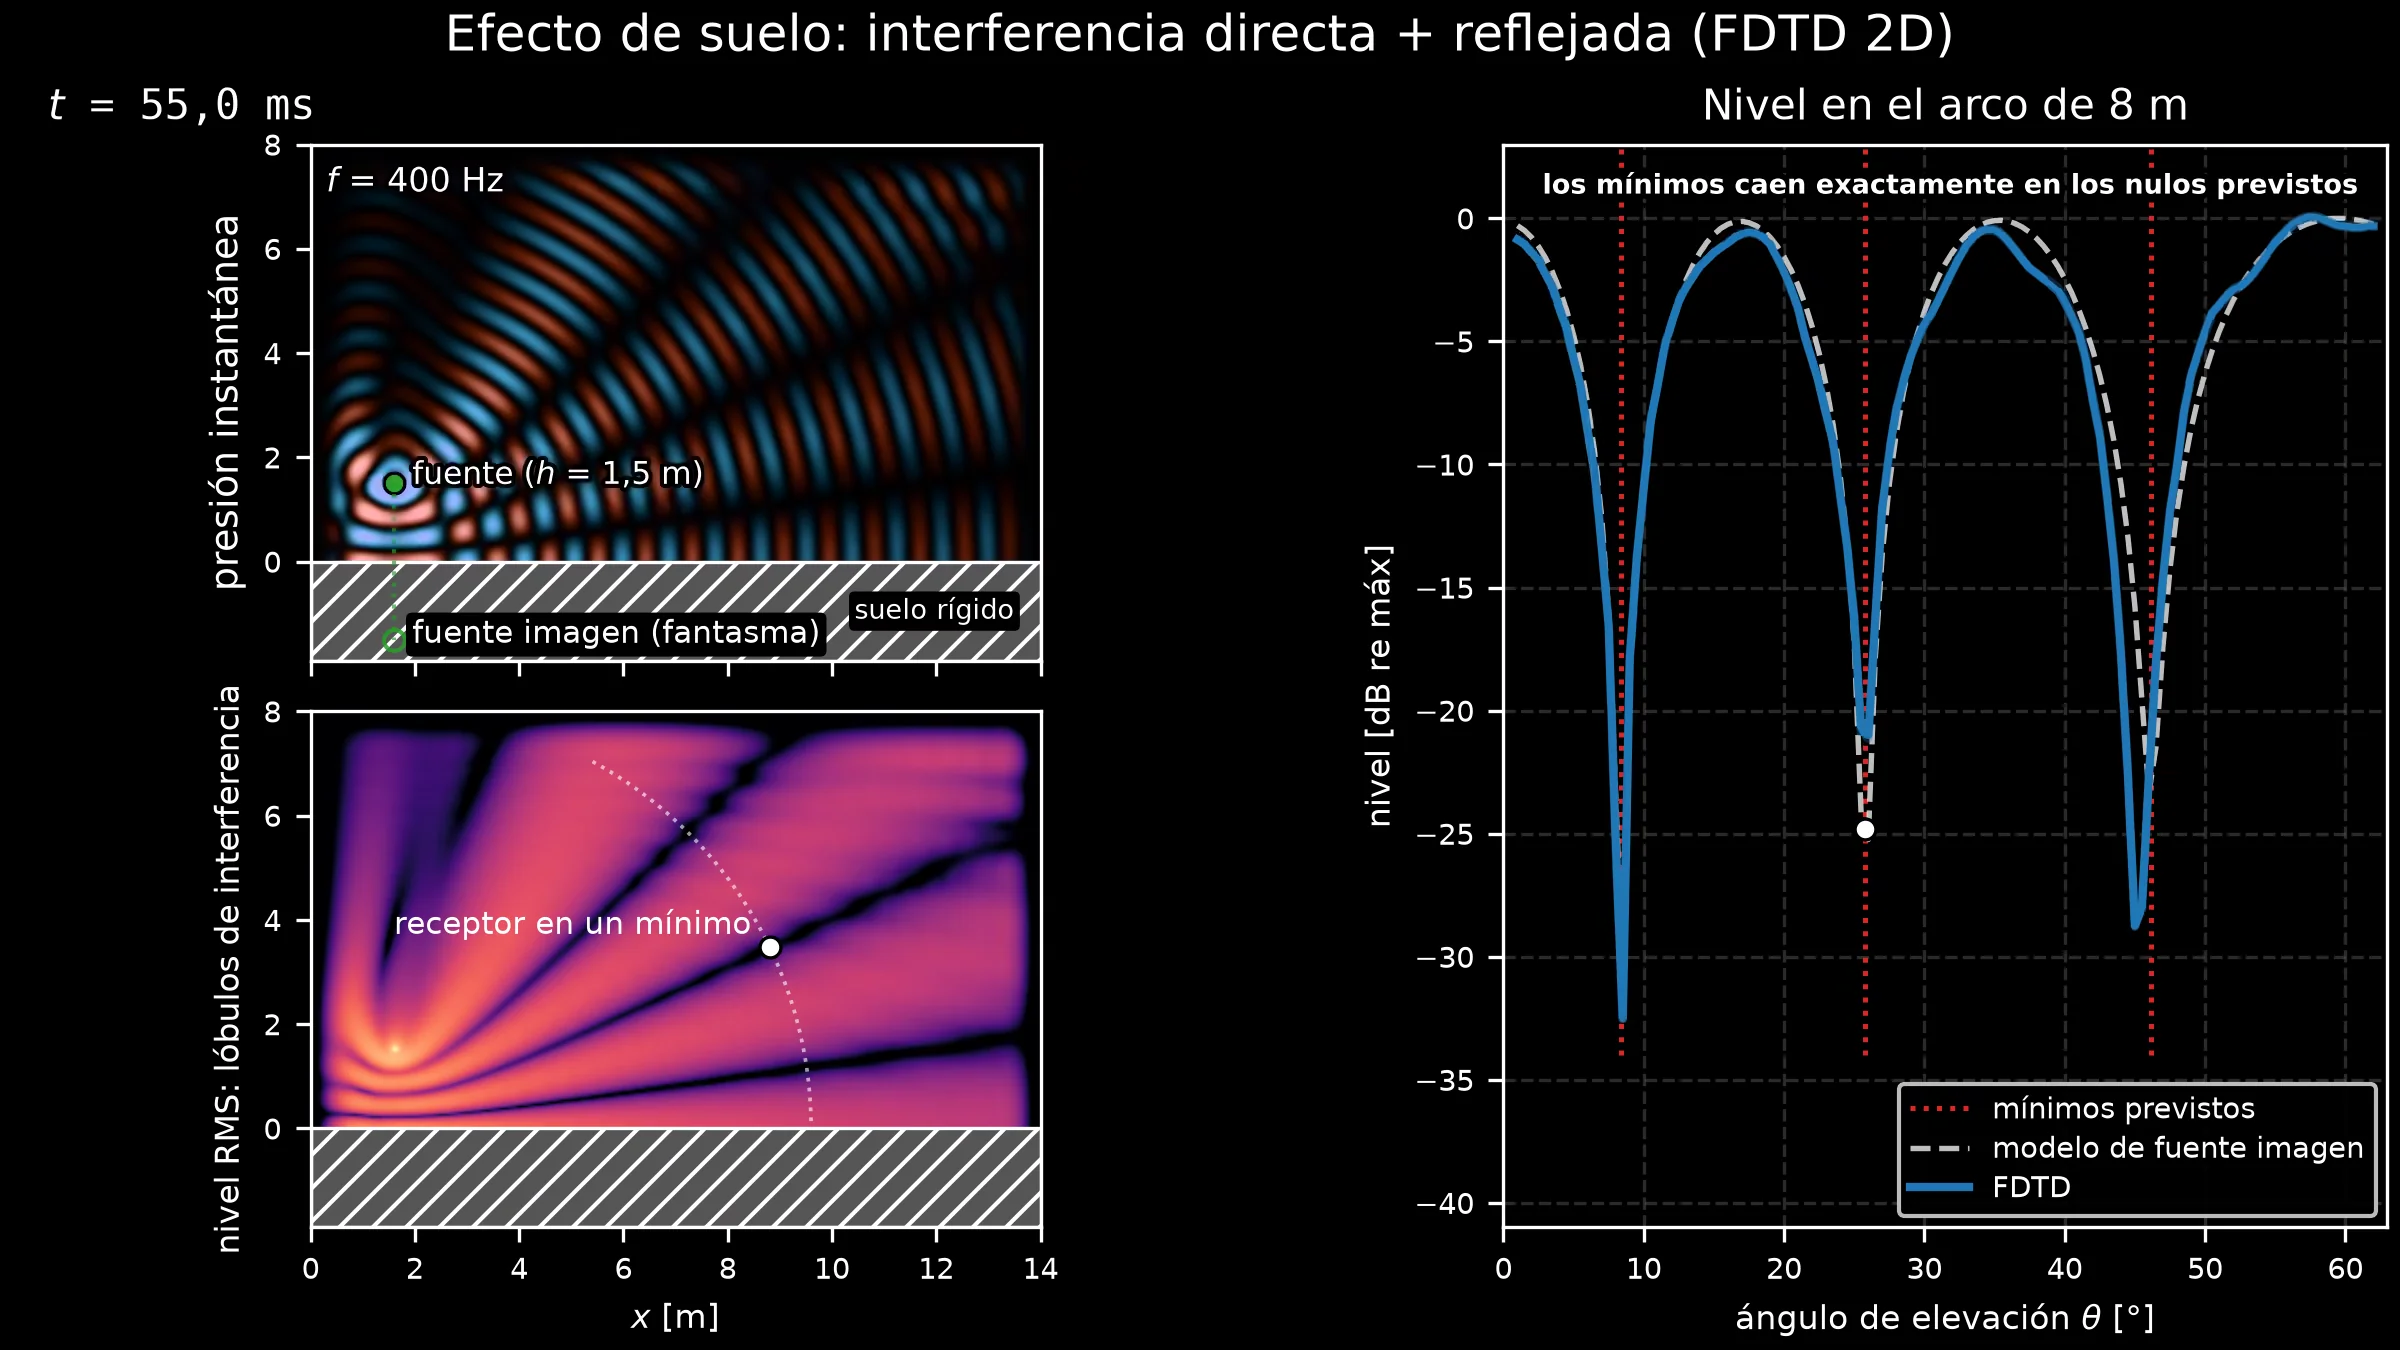 Efecto de suelo: interferencia directa + reflejada (FDTD 2D)
t = 55,0 ms
f = 400 Hz
presión instantánea
8
6
4
2
0
fuente (h = 1,5 m)
fuente imagen (fantasma)
suelo rígido
nivel RMS: lóbulos de interferencia
8
6
4
2
0
receptor en un mínimo
0 2 4 6 8 10 12 14
x [m]
Nivel en el arco de 8 m
los mínimos caen exactamente en los nulos previstos
nivel [dB re máx]
0
−5
−10
−15
−20
−25
−30
−35
−40
mínimos previstos
modelo de fuente imagen
FDTD
0 10 20 30 40 50 60
ángulo de elevación θ [°]